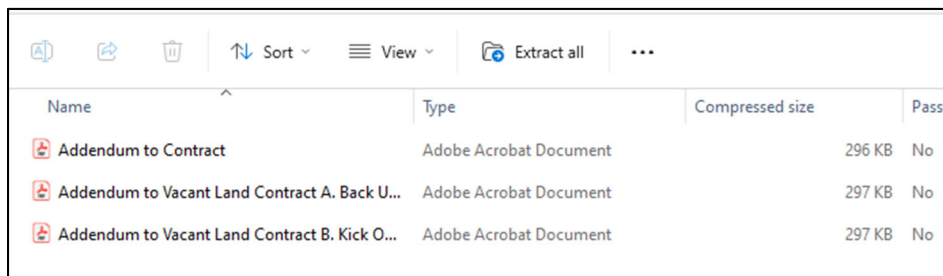 Sort View Extract all ...
Name Type Compressed size Pass
Addendum to Contract Adobe Acrobat Document 296 KB No
Addendum to Vacant Land Contract A. Back U... Adobe Acrobat Document 297 KB No
Addendum to Vacant Land Contract B. Kick O... Adobe Acrobat Document 297 KB No